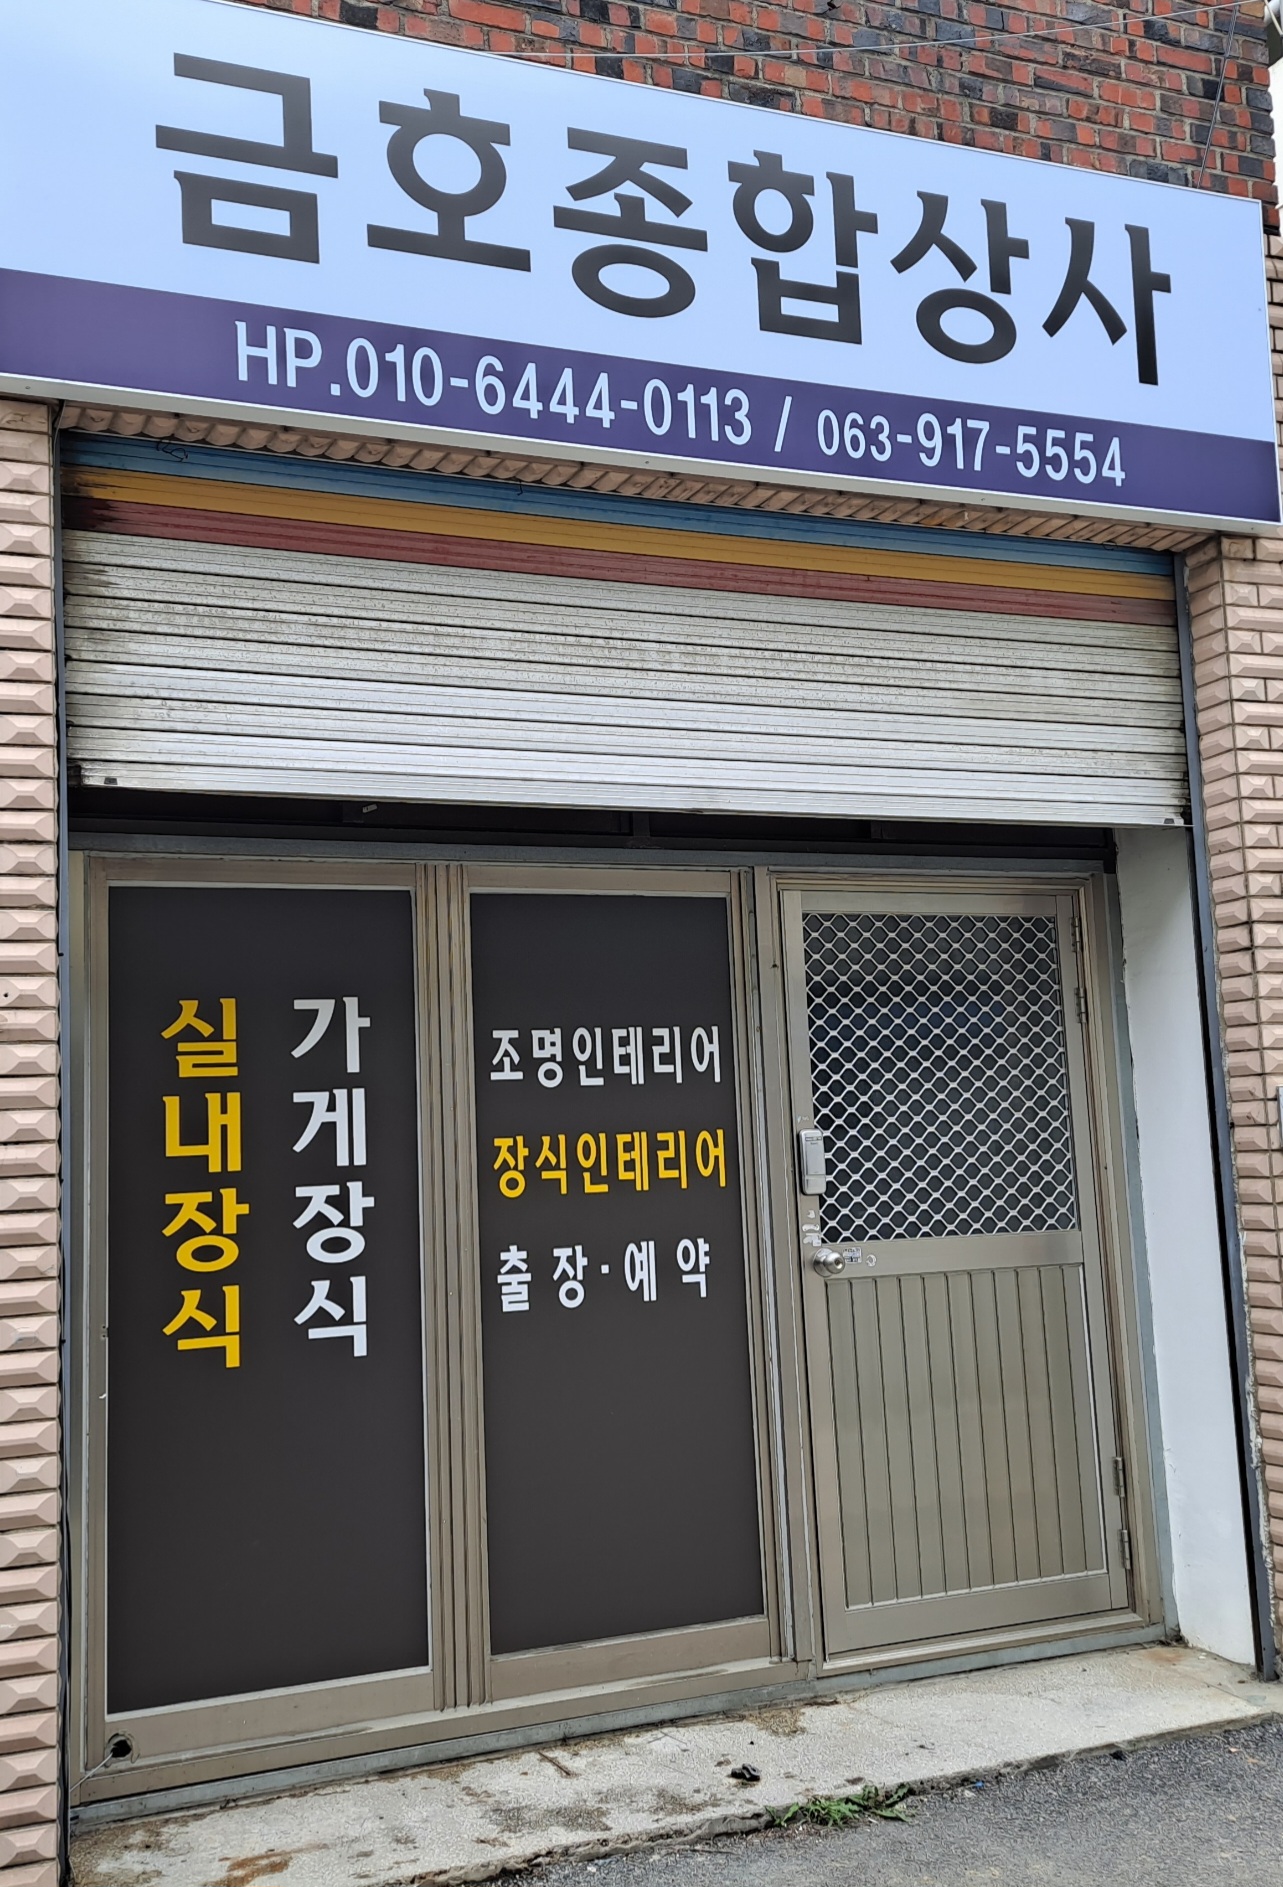 금호종합상사
HP.010-6444-0113 / 063-917-5554
실내장식
가게장식
조명인테리어
장식인테리어
출장·예약